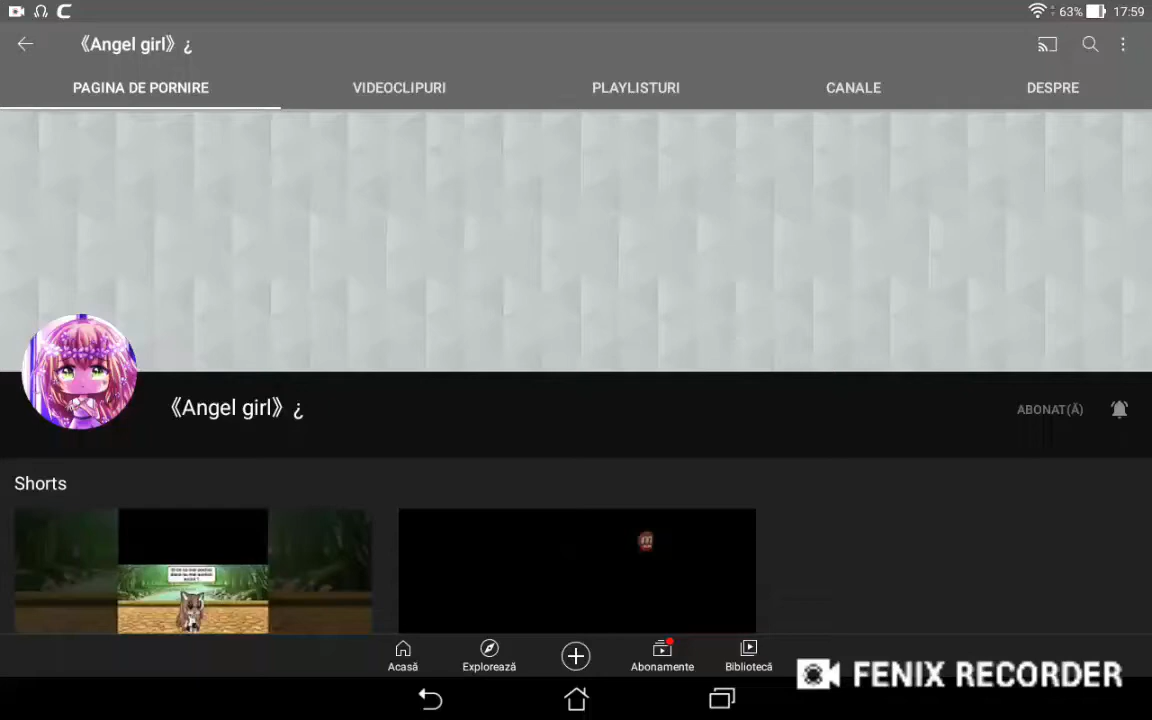 63% 17:59
《Angel girl》 ¿
PAGINA DE PORNIRE VIDEOCLIPURI PLAYLISTURI CANALE DESPRE
《Angel girl》 ¿
ABONAT(Ă)
Shorts
Acasă Explorează Abonamente Bibliotecă
FENIX RECORDER